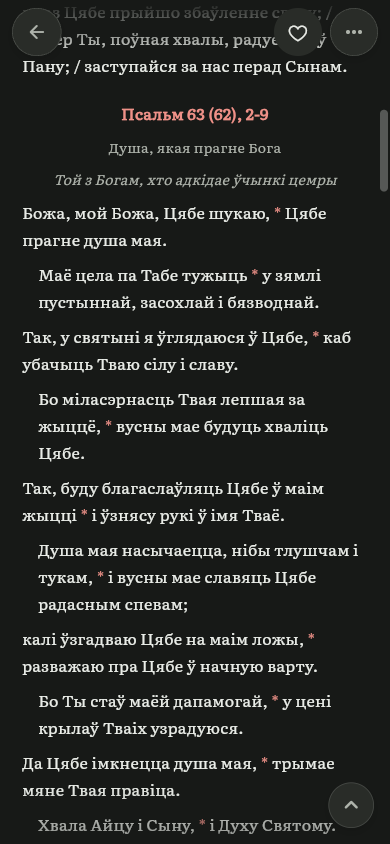 Цябе прыйшло збаўленне
Ты, поўная хвалы,
Пану; / заступайся за нас перад Сынам.
Псальм 63 (62), 2-9
Душа, якая прагне Бога
Той з Богам, хто адкідае ўчынкі цемры
Божа, мой Божа, Цябе шукаю, * Цябе
прагне душа мая.
Маё цела па Табе тужыць * у зямлі
пустыннай, засохлай і бязводнай.
Так, у святыні я ўглядаюся ў Цябе, * каб
убачыць Тваю сілу і славу.
Бо міласэрнасць Твая лепшая за
жыццё, * вусны мае будуць хваліць
Цябе.
Так, буду благаслаўляць Цябе ў маім
жыцці * і ўзнясу рукі ў імя Тваё.
Душа мая насычаецца, нібы тлушчам і
тукам, * і вусны мае славяць Цябе
радасным спевам;
калі ўзгадваю Цябе на маім ложы, *
разважаю пра Цябе ў начную варту.
Бо Ты стаў маёй дапамогай, * у цені
крылаў Тваіх узрадуюся.
Да Цябе імкнецца душа мая, * трымае
мяне Твая правіца.
Хвала Айцу і Сыну, * і Духу Святому.